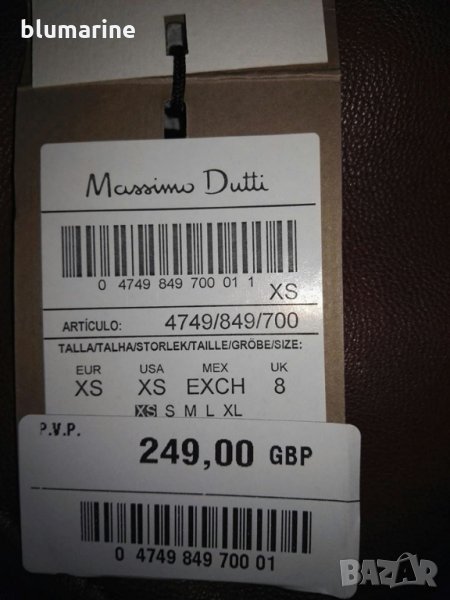 blumarine
Massimo Dutti
0 4749 849 700 01 1
XS
ARTÍCULO: 4749/849/700
TALLA/TALHA/STORLEK/TAILLE/GRÖBE/SIZE:
EUR USA MEX UK
XS XS EXCH 8
XS S M L XL
P.V.P.
249,00 GBP
0 4749 849 700 01
BAZAR